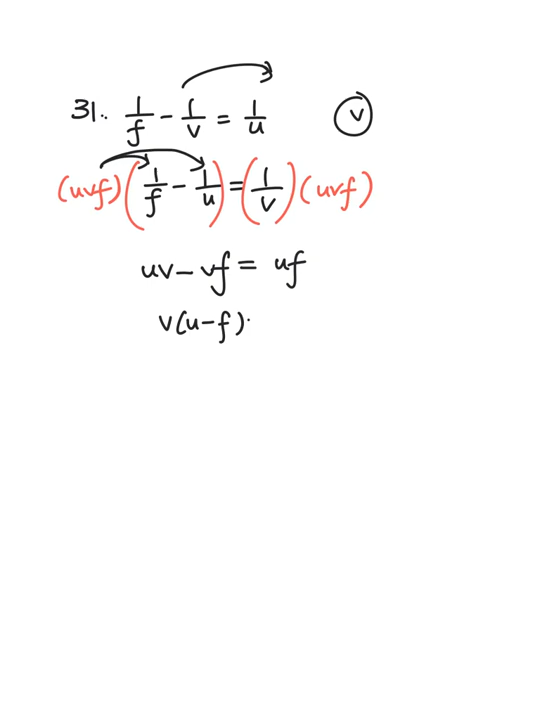 31. 1/f - 1/v = 1/u v
(uvf)(1/f - 1/u) = (1/v)(uvf)
uv - vf = uf
v(u-f)